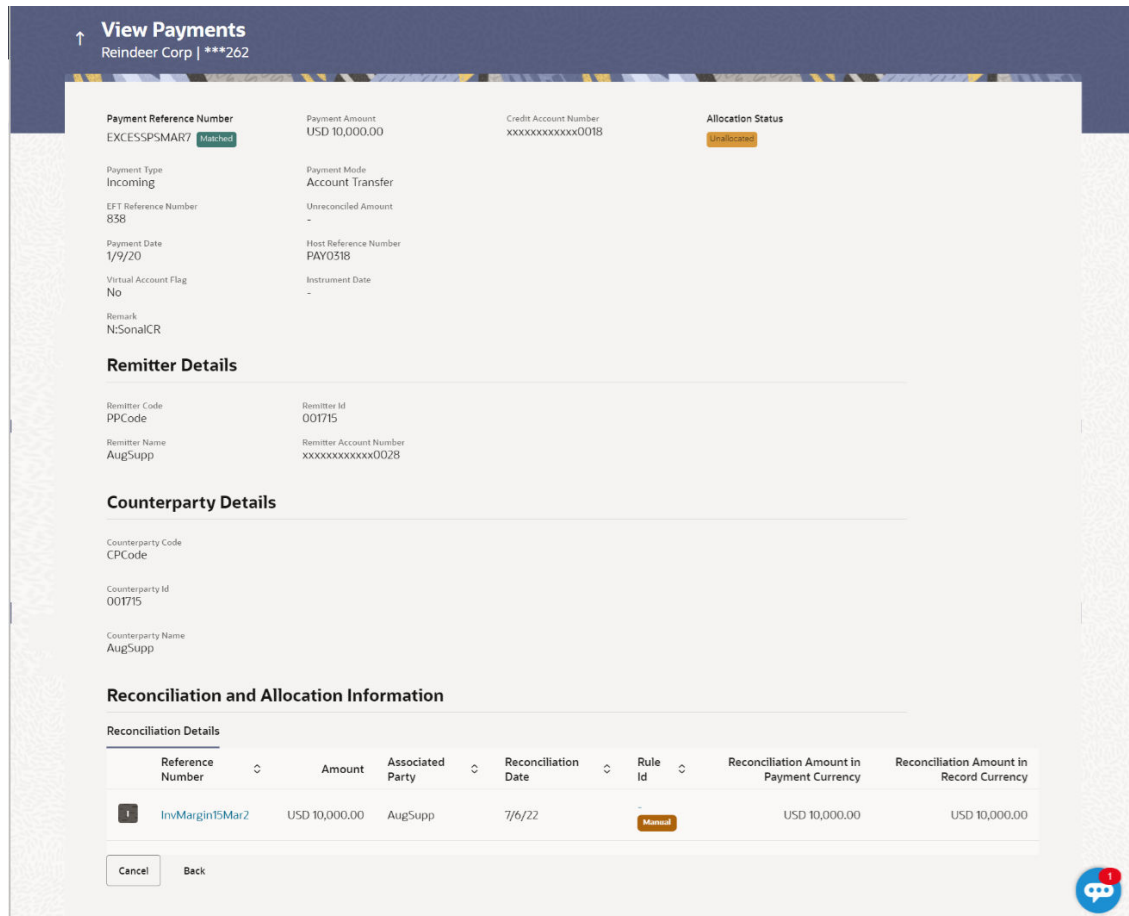 View Payments
Reindeer Corp | ***262
Payment Reference Number
EXCESSPSMAR7 Matched
Payment Amount
USD 10,000.00
Credit Account Number
xxxxxxxxxxxx0018
Allocation Status
Unallocated
Payment Type
Incoming
Payment Mode
Account Transfer
EFT Reference Number
838
Unreconciled Amount
-
Payment Date
1/9/20
Host Reference Number
PAY0318
Virtual Account Flag
No
Instrument Date
-
Remark
N:SonalCR
Remitter Details
Remitter Code
PPCode
Remitter Id
001715
Remitter Name
AugSupp
Remitter Account Number
xxxxxxxxxxxx0028
Counterparty Details
Counterparty Code
CPCode
Counterparty Id
001715
Counterparty Name
AugSupp
Reconciliation and Allocation Information
Reconciliation Details
Reference Number
Amount
Associated Party
Reconciliation Date
Rule Id
Reconciliation Amount in Payment Currency
Reconciliation Amount in Record Currency
I InvMargin15Mar2 USD 10,000.00 AugSupp 7/6/22 - Manual USD 10,000.00 USD 10,000.00
Cancel Back
1